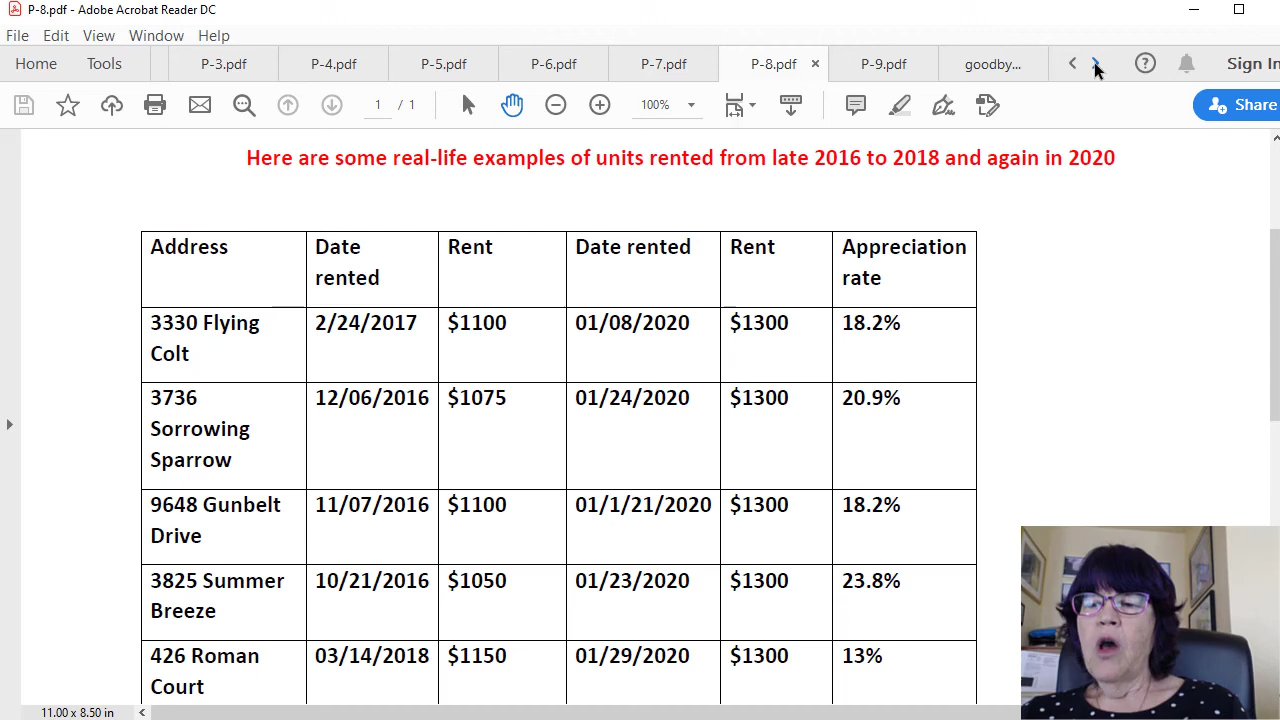 P-8.pdf - Adobe Acrobat Reader DC
File Edit View Window Help
Home Tools P-3.pdf P-4.pdf P-5.pdf P-6.pdf P-7.pdf P-8.pdf P-9.pdf goodby... Sign In
1 / 1 100% Share
Here are some real-life examples of units rented from late 2016 to 2018 and again in 2020
Address Date Rent Date rented Rent Appreciation
rented rate
3330 Flying 2/24/2017 $1100 01/08/2020 $1300 18.2%
Colt
3736 12/06/2016 $1075 01/24/2020 $1300 20.9%
Sorrowing
Sparrow
9648 Gunbelt 11/07/2016 $1100 01/1/21/2020 $1300 18.2%
Drive
3825 Summer 10/21/2016 $1050 01/23/2020 $1300 23.8%
Breeze
426 Roman 03/14/2018 $1150 01/29/2020 $1300 13%
Court
11.00 x 8.50 in